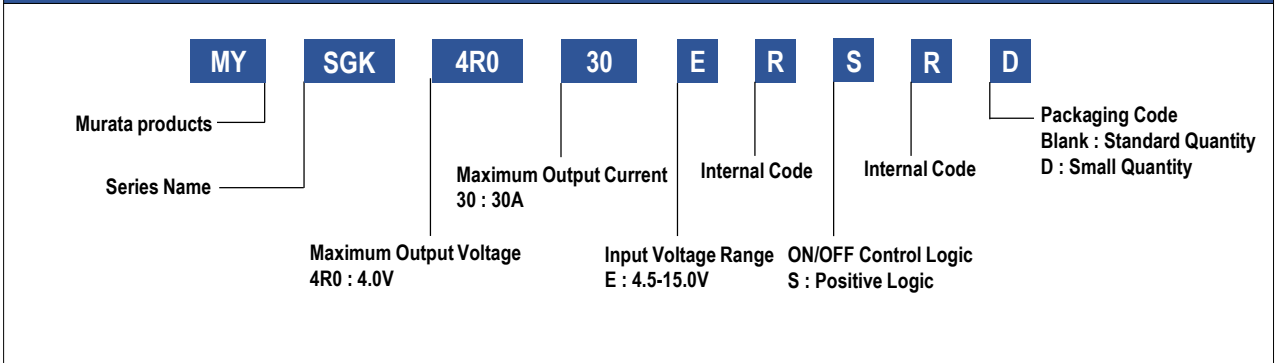 MY SGK 4R0 30 E R S R D
Murata products
Series Name
Maximum Output Voltage
4R0 : 4.0V
Maximum Output Current
30 : 30A
Input Voltage Range
E : 4.5-15.0V
Internal Code
ON/OFF Control Logic
S : Positive Logic
Internal Code
Packaging Code
Blank : Standard Quantity
D : Small Quantity